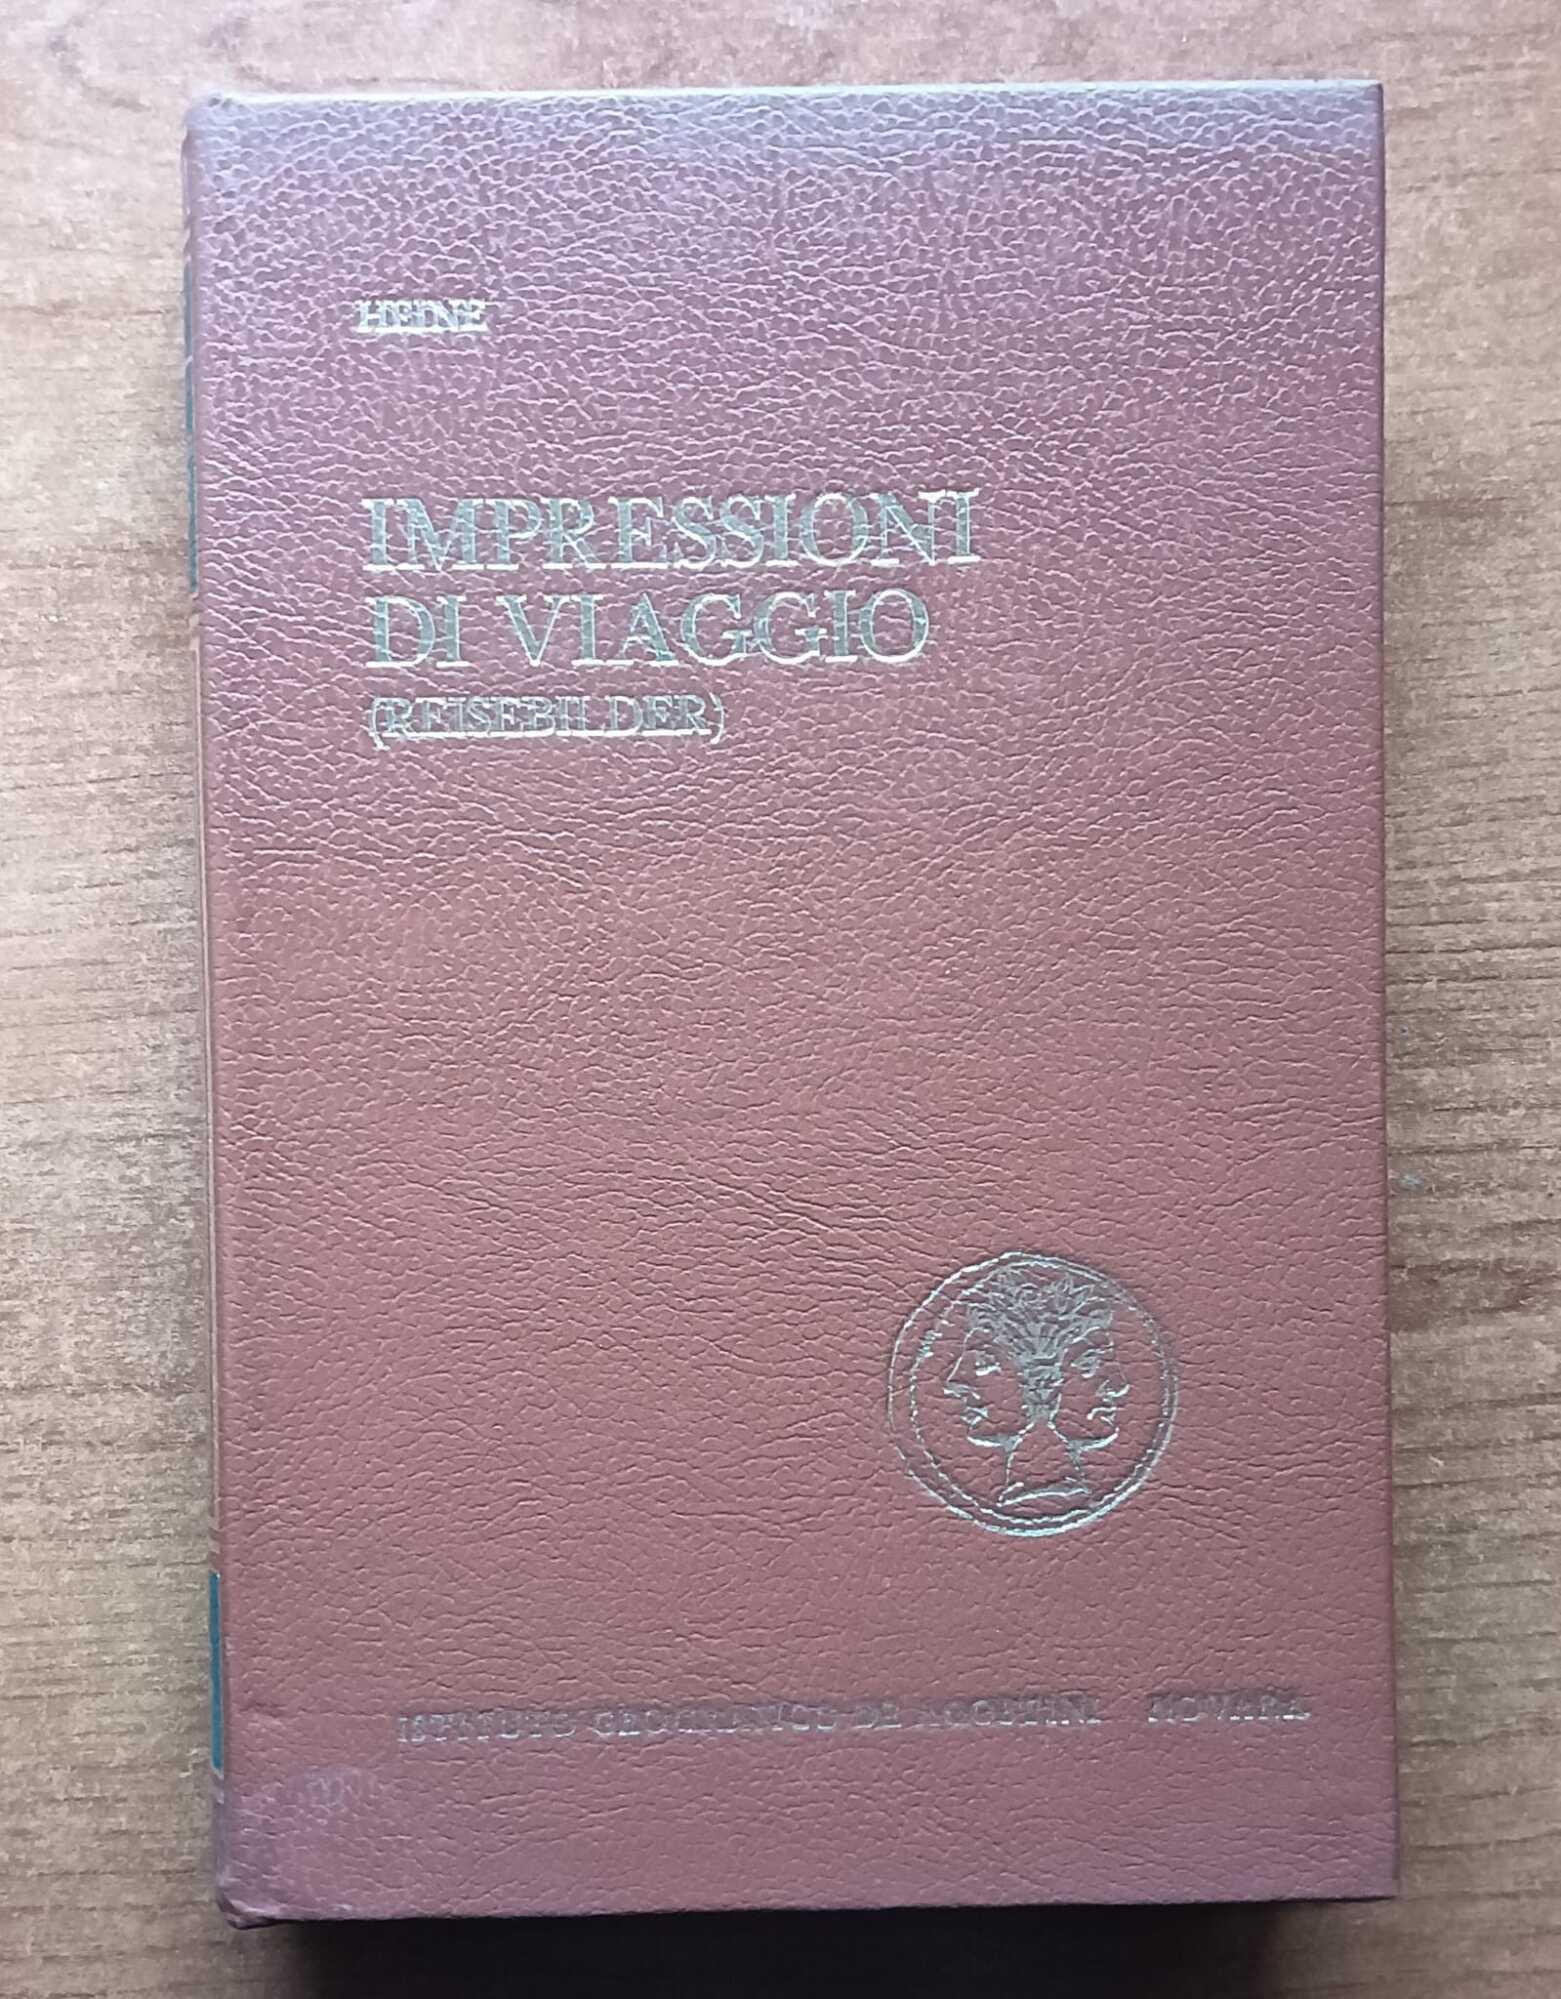 HEINE
IMPRESSIONI
DI VIAGGIO
(REISEBILDER)
ISTITUTO GEOGRAFICO DE AGOSTINI NOVARA